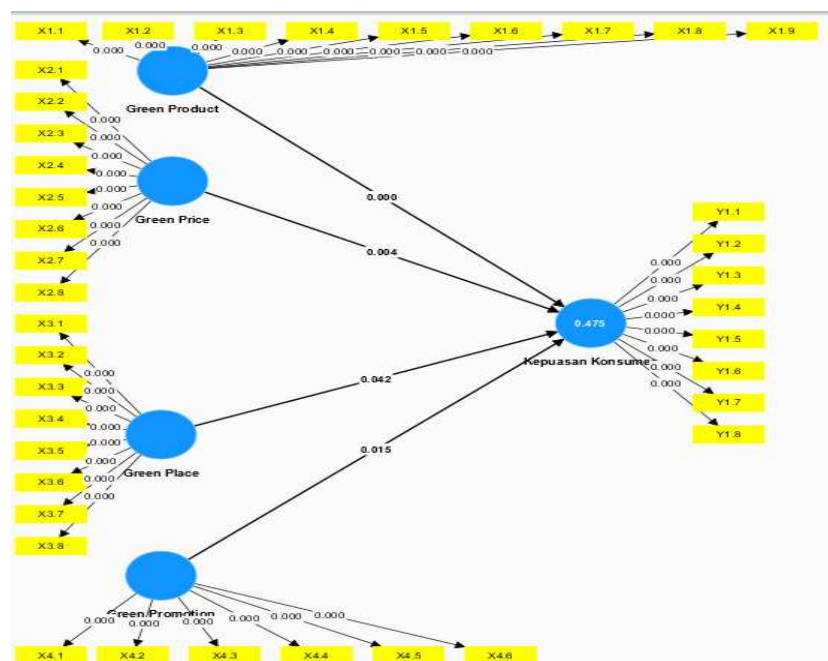 X1.1 X1.2 X1.3 X1.4 X1.5 X1.6 X1.7 X1.8 X1.9
0.000 0.000 0.000 0.000 0.000 0.000 0.000 0.000 0.000
Green Product
X2.1
X2.2
X2.3
X2.4
X2.5
X2.6
X2.7
X2.8
0.000
0.000
0.000
0.000
0.000
0.000
0.000
0.000
Green Price
0.000
0.004
X3.1
X3.2
X3.3
X3.4
X3.5
X3.6
X3.7
X3.8
0.000
0.000
0.000
0.000
0.000
0.000
0.000
0.000
Green Place
0.042
0.015
Green Promotion
0.000 0.000 0.000 0.000 0.000 0.000
X4.1 X4.2 X4.3 X4.4 X4.5 X4.6
0.475
Kepuasan Konsume
0.000
0.000
0.000
0.000
0.000
0.000
0.000
0.000
Y1.1
Y1.2
Y1.3
Y1.4
Y1.5
Y1.6
Y1.7
Y1.8